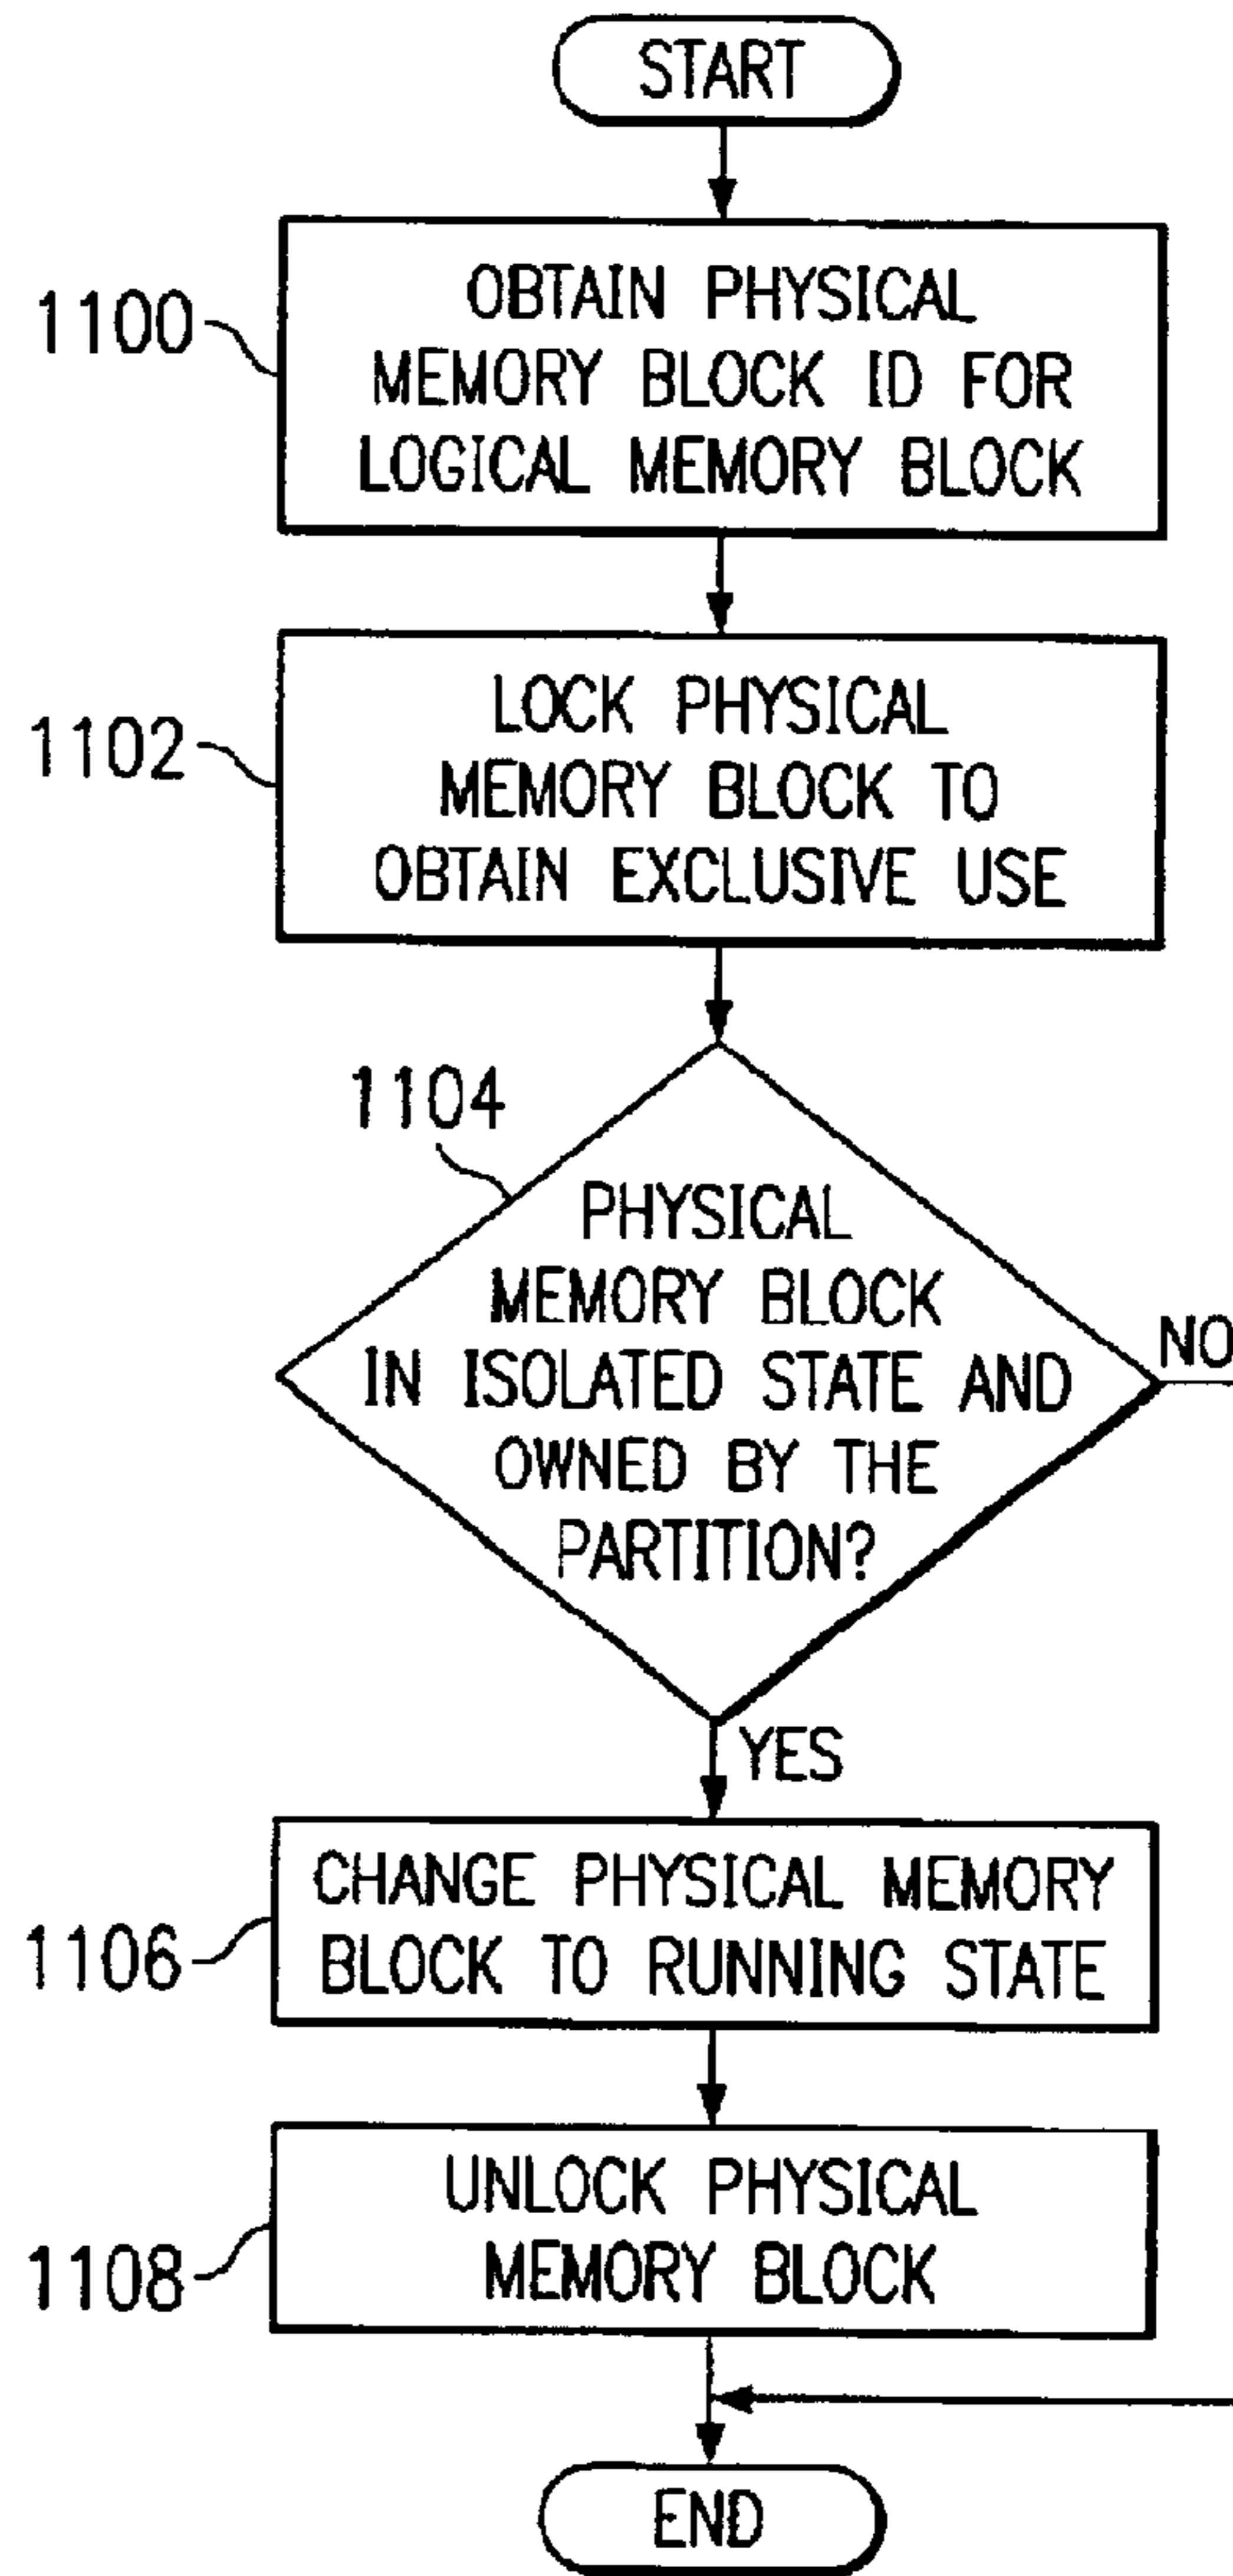 START
1100
OBTAIN PHYSICAL
MEMORY BLOCK ID FOR
LOGICAL MEMORY BLOCK
1102
LOCK PHYSICAL
MEMORY BLOCK TO
OBTAIN EXCLUSIVE USE
1104
PHYSICAL
MEMORY BLOCK
IN ISOLATED STATE AND
OWNED BY THE
PARTITION?
NO
YES
1106
CHANGE PHYSICAL MEMORY
BLOCK TO RUNNING STATE
1108
UNLOCK PHYSICAL
MEMORY BLOCK
END